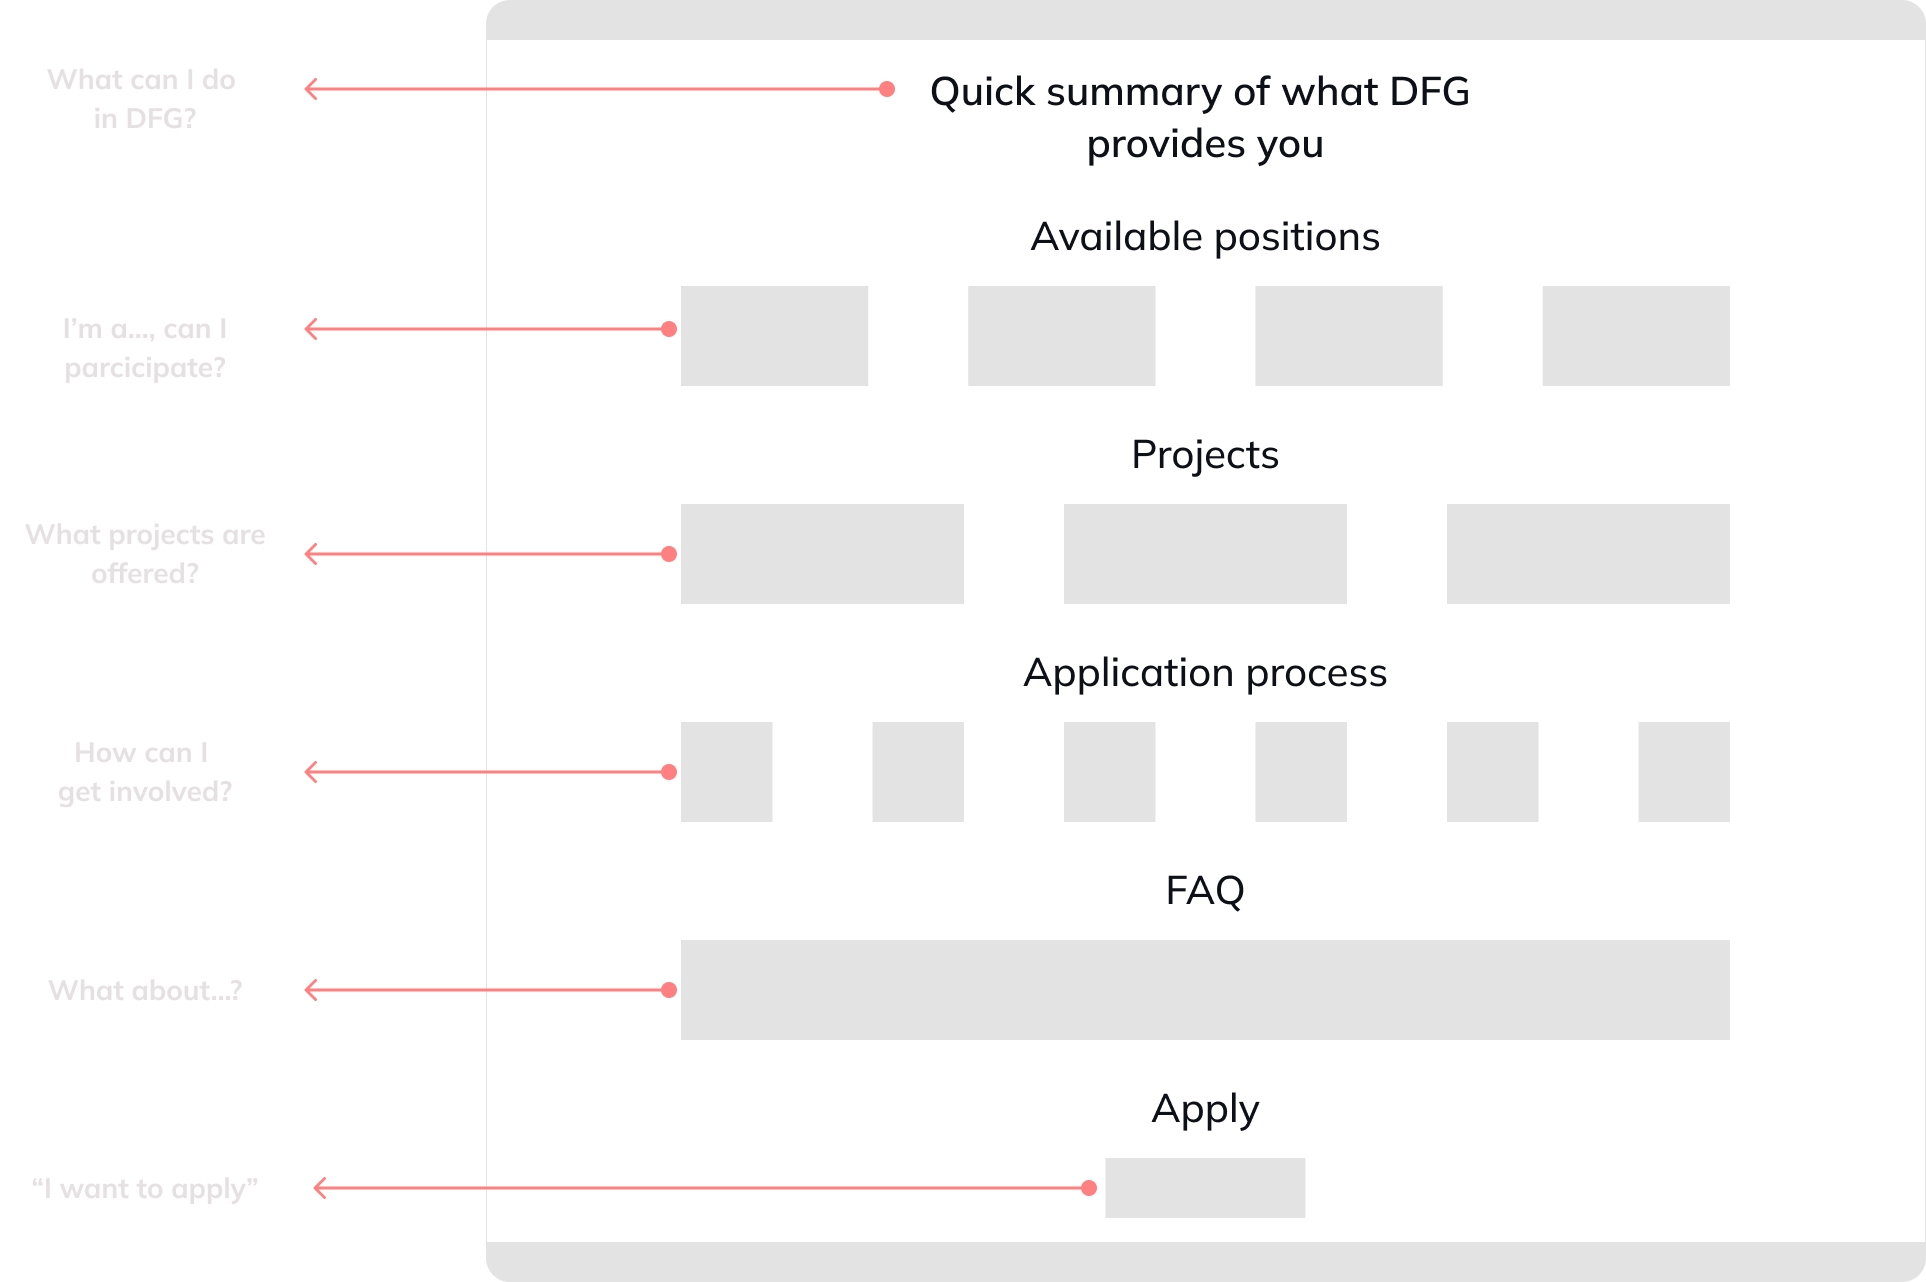 What can I do
in DFG?
Quick summary of what DFG
provides you
Available positions
I’m a..., can I
parcicipate?
Projects
What projects are
offered?
Application process
How can I
get involved?
FAQ
What about...?
Apply
“I want to apply”